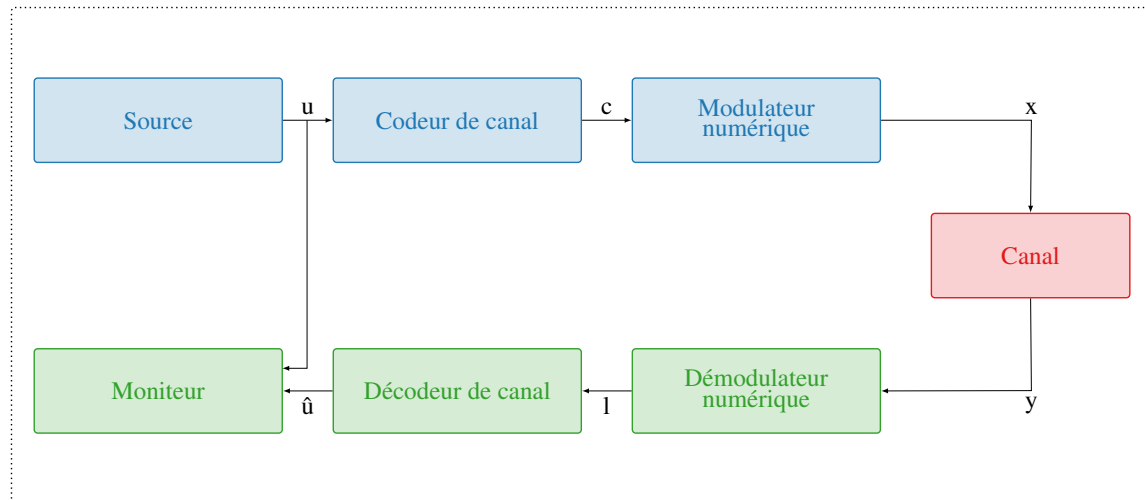 u
c
x
Source
Codeur de canal
Modulateur
numérique
Canal
Moniteur
Décodeur de canal
Démodulateur
numérique
û
l
y